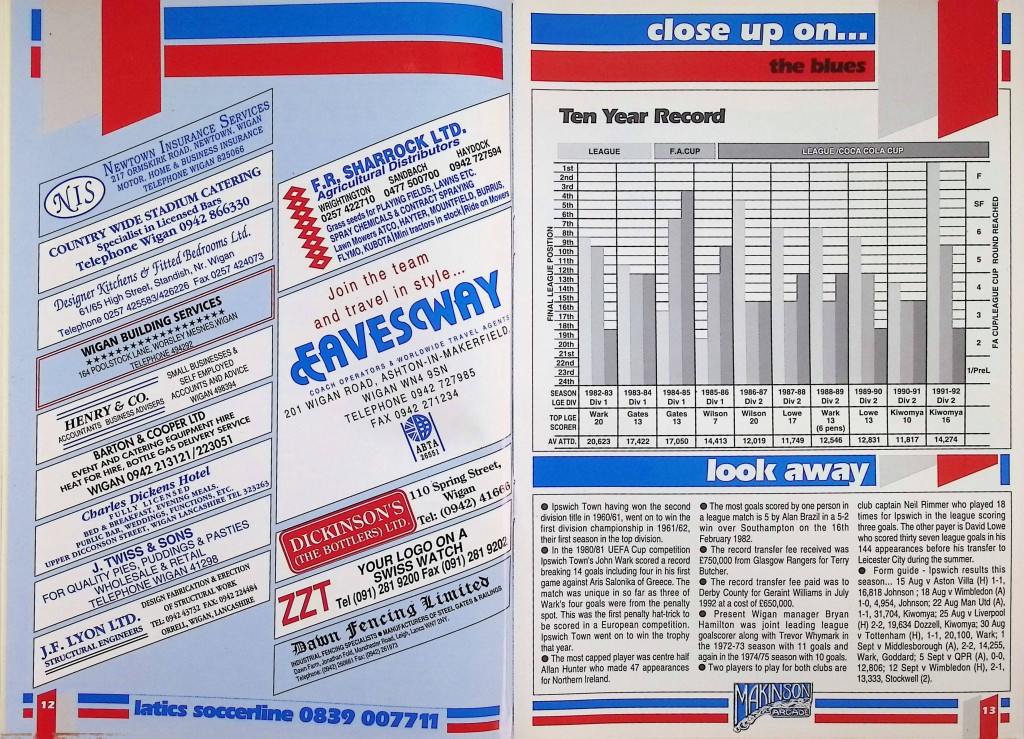 NIS
NEWTOWN INSURANCE SERVICES
217 ORMSKIRK ROAD, NEWTOWN, WIGAN
MOTOR, HOME & BUSINESS INSURANCE
TELEPHONE WIGAN 825066
COUNTRY WIDE STADIUM CATERING
Specialist in Licensed Bars
Telephone Wigan 0942 866330
Designer Kitchens & Fitted Bedrooms Ltd.
61/65 High Street, Standish, Nr. Wigan
Telephone 0257 425583/426226 Fax 0257 424073
WIGAN BUILDING SERVICES
164 POOLSTOCK LANE, WORSLEY MESNES, WIGAN
TELEPHONE 494292
HENRY & CO.
ACCOUNTANTS BUSINESS ADVISERS
SMALL BUSINESSES &
SELF EMPLOYED
ACCOUNTS AND ADVICE
WIGAN 498394
BARTON & COOPER LTD
EVENT AND CATERING EQUIPMENT HIRE
HEAT FOR HIRE, BOTTLE GAS DELIVERY SERVICE
WIGAN 0942 213121/223051
Charles Dickens Hotel
FULLY LICENSED
BED & BREAKFAST, EVENING MEALS,
PUBLIC BAR, WEDDINGS, FUNCTIONS, ETC.
UPPER DICCONSON STREET, WIGAN LANCASHIRE TEL 323263
J. TWISS & SONS
FOR QUALITY PIES, PUDDINGS & PASTIES
WHOLESALE & RETAIL
TELEPHONE WIGAN 41298
J.F. LYON LTD.
STRUCTURAL ENGINEERS
DESIGN FABRICATION & ERECTION
OF STRUCTURAL WORK
TEL: 0942 43732 FAX: 0942 226484
ORRELL, WIGAN, LANCASHIRE
F.R. SHARROCK LTD.
Agricultural Distributors
WRIGHTINGTON SANDBACH HAYDOCK
0257 422710 0477 500700 0942 727594
Grass seeds for PLAYING FIELDS, LAWNS ETC.
SPRAY CHEMICALS & CONTRACT SPRAYING
Lawn Mowers ATCO, HAYTER, MOUNTFIELD, BURRUS,
FLYMO, KUBOTA | Mini tractors in stock | Ride on Mowers
Join the team
and travel in style...
EAVESWAY
COACH OPERATORS & WORLDWIDE TRAVEL AGENTS
201 WIGAN ROAD, ASHTON-IN-MAKERFIELD,
WIGAN WN4 9SN
TELEPHONE 0942 727985
FAX 0942 271234
ABTA
26551
DICKINSON'S
(THE BOTTLERS) LTD.
110 Spring Street,
Wigan
Tel: (0942) 41666
ZZT
YOUR LOGO ON A
SWISS WATCH
Tel (091) 281 9200 Fax (091) 281 9202
Dawn Fencing Limited
INDUSTRIAL FENCING SPECIALISTS • MANUFACTURERS OF STEEL GATES & RAILINGS
Dawn Farm, Jonathan Fold, Manchester Road, Leigh, Lancs WN7 2NY.
12
latics soccerline 0839 007711
close up on...
the blues
Ten Year Record
LEAGUE F.A.CUP LEAGUE/COCA COLA CUP
FINAL LEAGUE POSITION
1st
2nd
3rd
4th
5th
6th
7th
8th
9th
10th
11th
12th
13th
14th
15th
16th
17th
18th
19th
20th
21st
22nd
23rd
24th
F
SF
6
5
4
3
2
1/PreL
FA CUP/LEAGUE CUP ROUND REACHED
SEASON 1982-83 1983-84 1984-85 1985-86 1986-87 1987-88 1988-89 1989-90 1990-91 1991-92
LGE DIV Div 1 Div 1 Div 1 Div 1 Div 2 Div 2 Div 2 Div 2 Div 2 Div 2
TOP LGE Wark Gates Gates Wilson Wilson Lowe Wark Lowe Kiwomya Kiwomya
SCORER 20 13 13 7 20 17 13 13 10 16
(6 pens)
AV ATTD. 20,623 17,422 17,050 14,413 12,019 11,749 12,546 12,831 11,817 14,274
look away
● Ipswich Town having won the second
division title in 1960/61, went on to win the
first division championship in 1961/62,
their first season in the top division.
● In the 1980/81 UEFA Cup competition
Ipswich Town's John Wark scored a record
breaking 14 goals including four in his first
game against Aris Salonika of Greece. The
match was unique in so far as three of
Wark's four goals were from the penalty
spot. This was the first penalty hat-trick to
be scored in a European competition.
Ipswich Town went on to win the trophy
that year.
● The most capped player was centre half
Allan Hunter who made 47 appearances
for Northern Ireland.
● The most goals scored by one person in
a league match is 5 by Alan Brazil in a 5-2
win over Southampton on the 16th
February 1982.
● The record transfer fee received was
£750,000 from Glasgow Rangers for Terry
Butcher.
● The record transfer fee paid was to
Derby County for Geraint Williams in July
1992 at a cost of £650,000.
● Present Wigan manager Bryan
Hamilton was joint leading league
goalscorer along with Trevor Whymark in
the 1972-73 season with 11 goals and
again in the 1974/75 season with 10 goals.
● Two players to play for both clubs are
club captain Neil Rimmer who played 18
times for Ipswich in the league scoring
three goals. The other payer is David Lowe
who scored thirty seven league goals in his
144 appearances before his transfer to
Leicester City during the summer.
● Form guide - Ipswich results this
season... 15 Aug v Aston Villa (H) 1-1,
16,818 Johnson ; 18 Aug v Wimbledon (A)
1-0, 4,954, Johnson; 22 Aug Man Utd (A),
1-1, 31,704, Kiwomya; 25 Aug v Liverpool
(H) 2-2, 19,634 Dozzell, Kiwomya; 30 Aug
v Tottenham (H), 1-1, 20,100, Wark; 1
Sept v Middlesborough (A), 2-2, 14,255,
Wark, Goddard; 5 Sept v QPR (A), 0-0,
12,806; 12 Sept v Wimbledon (H), 2-1,
13,333, Stockwell (2).
MAKINSON
ARCADE
13